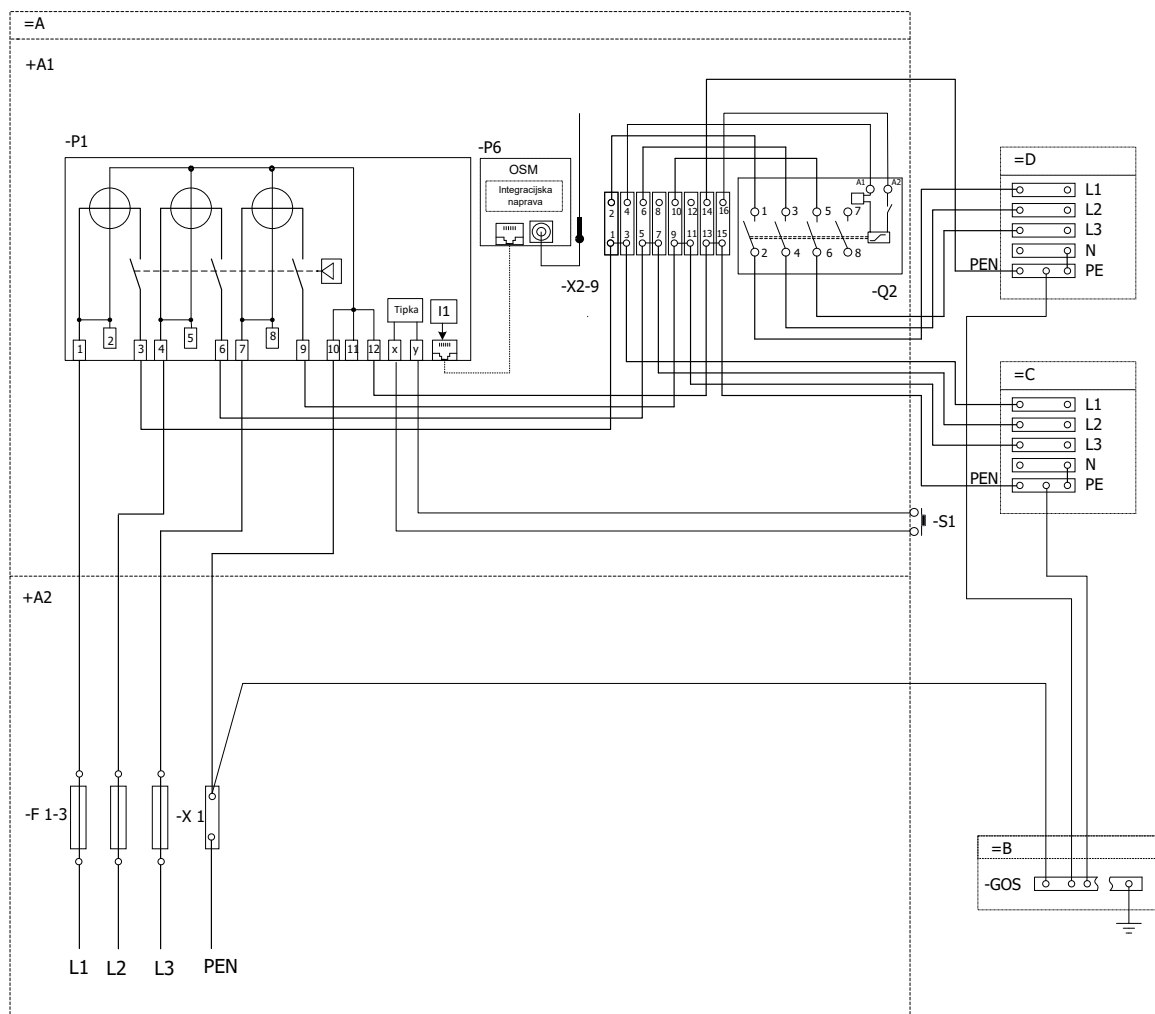 =A
+A1
-P1
-P6
OSM
Integracijska
naprava
-X2-9
2 4 6 8 10 12 14 16
1 3 5 7 9 11 13 15
A1 A2
1 3 5 7
2 4 6 8
-Q2
=D
L1
L2
L3
N
PEN PE
Tipka
I1
1 2 3 4 5 6 7 8 9 10 11 12 x y
=C
L1
L2
L3
N
PEN PE
-S1
+A2
-F 1-3
-X 1
=B
-GOS
L1 L2 L3 PEN